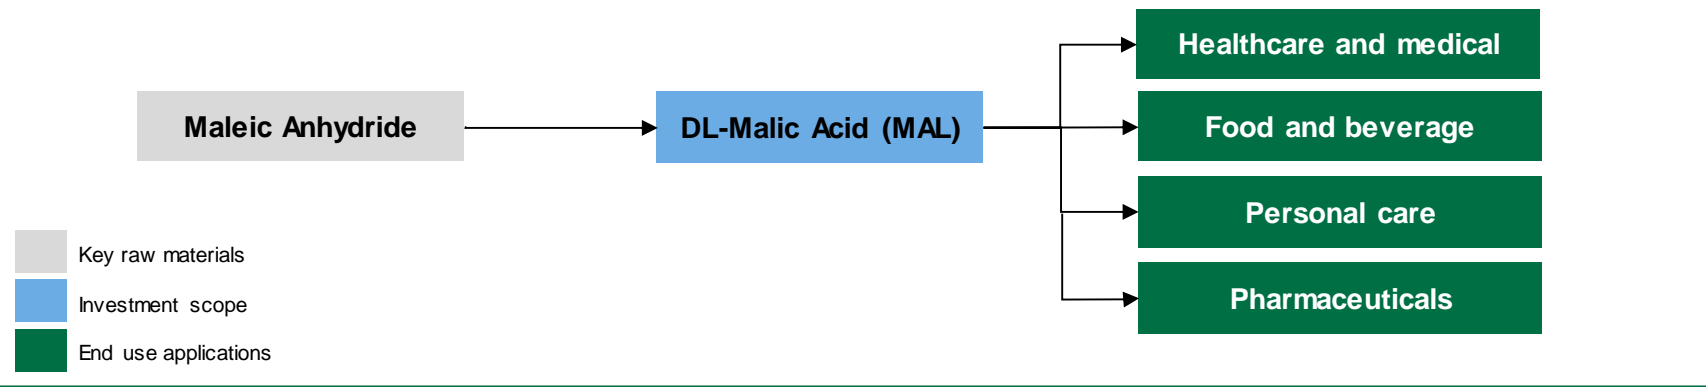 Healthcare and medical
Maleic Anhydride
DL-Malic Acid (MAL)
Food and beverage
Personal care
Key raw materials
Pharmaceuticals
Investment scope
End use applications